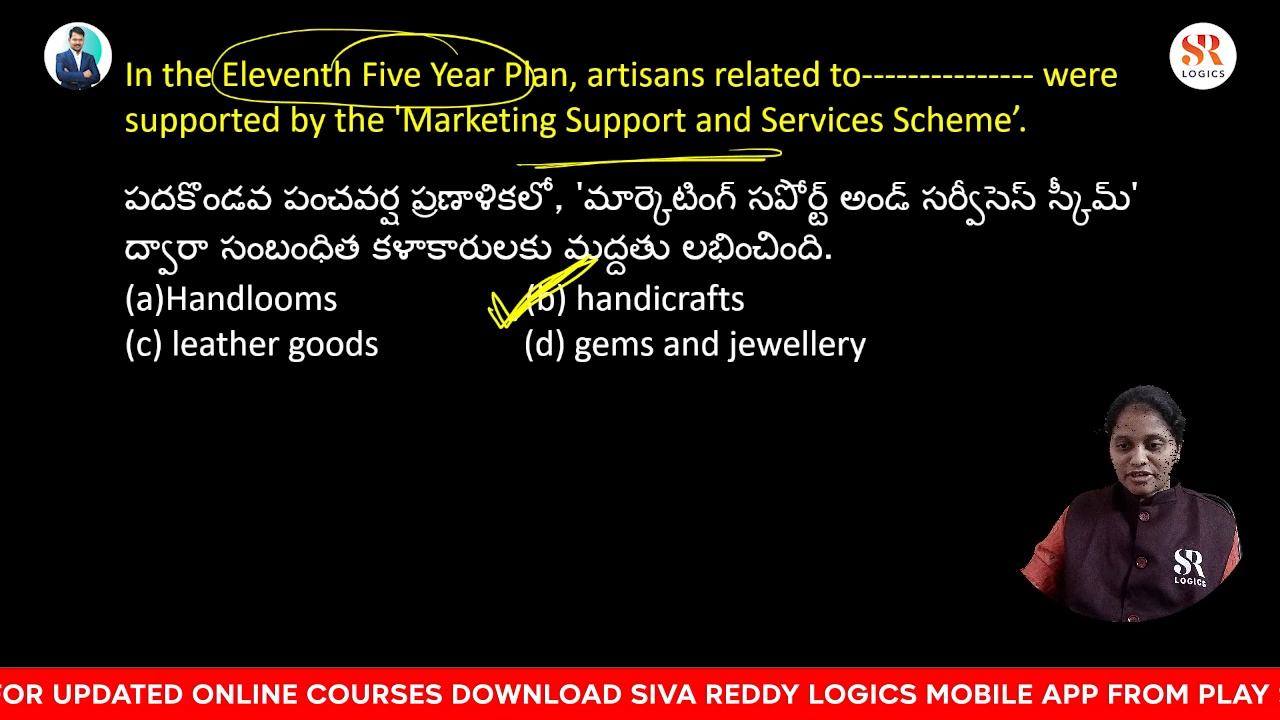 SR
LOGICS
In the Eleventh Five Year Plan, artisans related to--------------- were
supported by the 'Marketing Support and Services Scheme’.
పదకొండవ పంచవర్ష ప్రణాళికలో, 'మార్కెటింగ్ సపోర్ట్ అండ్ సర్వీసెస్ స్కీమ్'
ద్వారా సంబంధిత కళాకారులకు మద్దతు లభించింది.
(a)Handlooms (b) handicrafts
(c) leather goods (d) gems and jewellery
SR
LOGICS
FOR UPDATED ONLINE COURSES DOWNLOAD SIVA REDDY LOGICS MOBILE APP FROM PLAY